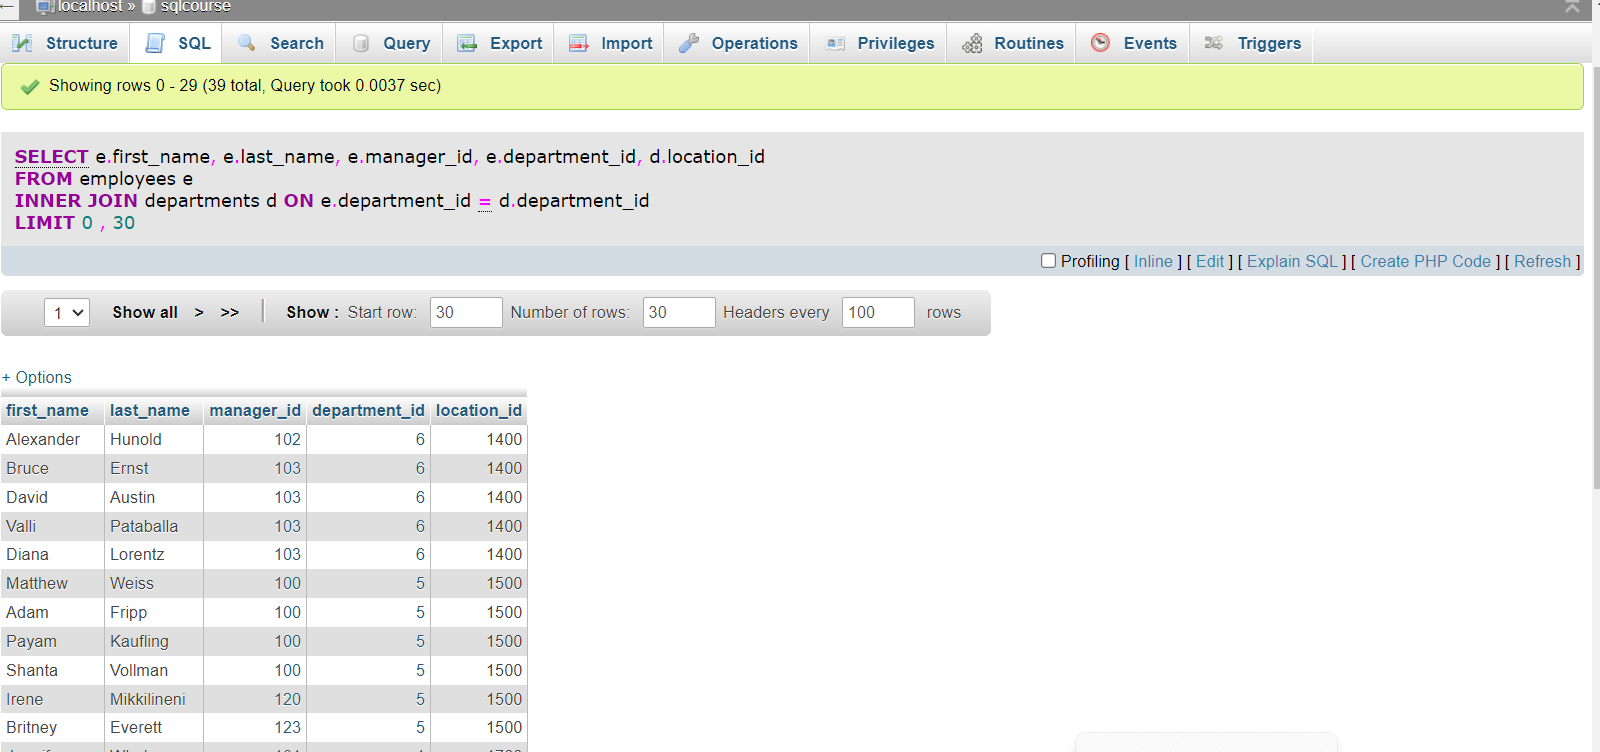 localhost » sqlcourse
Structure SQL Search Query Export Import Operations Privileges Routines Events Triggers
Showing rows 0 - 29 (39 total, Query took 0.0037 sec)
SELECT e.first_name, e.last_name, e.manager_id, e.department_id, d.location_id
FROM employees e
INNER JOIN departments d ON e.department_id = d.department_id
LIMIT 0 , 30
Profiling [ Inline ] [ Edit ] [ Explain SQL ] [ Create PHP Code ] [ Refresh ]
1 Show all > >> Show : Start row: 30 Number of rows: 30 Headers every 100 rows
+ Options
first_name last_name manager_id department_id location_id
Alexander Hunold 102 6 1400
Bruce Ernst 103 6 1400
David Austin 103 6 1400
Valli Pataballa 103 6 1400
Diana Lorentz 103 6 1400
Matthew Weiss 100 5 1500
Adam Fripp 100 5 1500
Payam Kaufling 100 5 1500
Shanta Vollman 100 5 1500
Irene Mikkilineni 120 5 1500
Britney Everett 123 5 1500